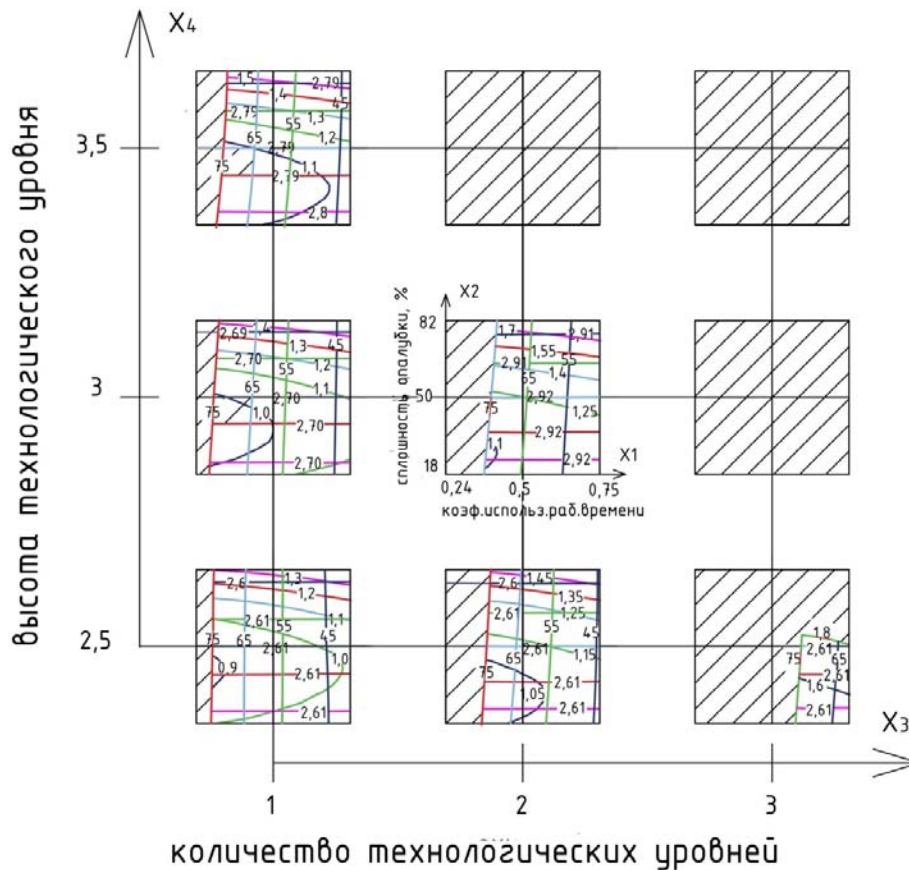 X4
высота технологического уровня
3,5
1,5 2,79
1,4 45
2,75 55 1,3
65 1,2
2,79 1,1
75 2,79
2,8
3
2,69 1,4 45
1,3
2,70 55 1,2
65 1,1
75 2,70
1,0 2,70
2,70
X2
сплошность опалубки, %
82
50
18
1,7 2,91
1,55 55
2,91 65 1,4
2,92
75 1,25
2,92
1,1
2,92
X1
0,24 0,5 0,75
коэф.использ.раб.времени
2,5
2,6 1,3
1,2
2,61 55 1,1
75 65 2,61 45
0,9 2,61 1,0
2,61
2,6 1,45
1,35
2,61 1,25
55 45
65 2,61 1,15
75 2,61
1,05
2,61
1,8
75 2,61 65
2,61
1,6
2,61
X3
1 2 3
количество технологических уровней